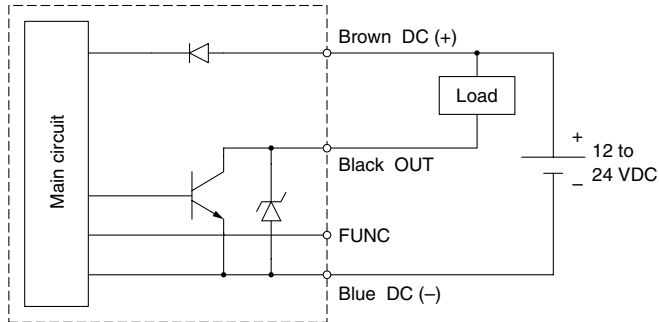 Brown DC (+)
Load
Main circuit
Black OUT
+
12 to
24 VDC
−
FUNC
Blue DC (−)